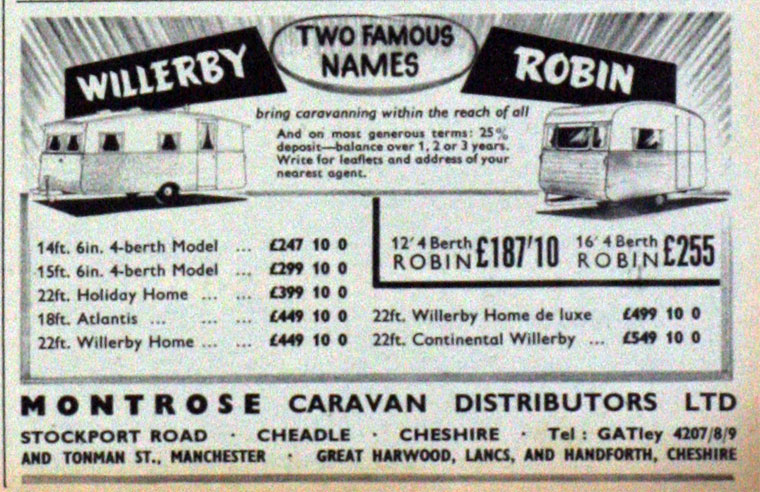 WILLERBY
TWO FAMOUS
NAMES
ROBIN
bring caravanning within the reach of all
And on most generous terms: 25%
deposit—balance over 1, 2 or 3 years.
Write for leaflets and address of your
nearest agent.
14ft. 6in. 4-berth Model ... £247 10 0
15ft. 6in. 4-berth Model ... £299 10 0
22ft. Holiday Home ... ... £399 10 0
18ft. Atlantis ... ... ... £449 10 0
22ft. Willerby Home ... ... £449 10 0
12' 4 Berth
ROBIN £187'10
16' 4 Berth
ROBIN £255
22ft. Willerby Home de luxe £499 10 0
22ft. Continental Willerby ... £549 10 0
MONTROSE CARAVAN DISTRIBUTORS LTD
STOCKPORT ROAD · CHEADLE · CHESHIRE · Tel : GATley 4207/8/9
AND TONMAN ST., MANCHESTER · GREAT HARWOOD, LANCS, AND HANDFORTH, CHESHIRE